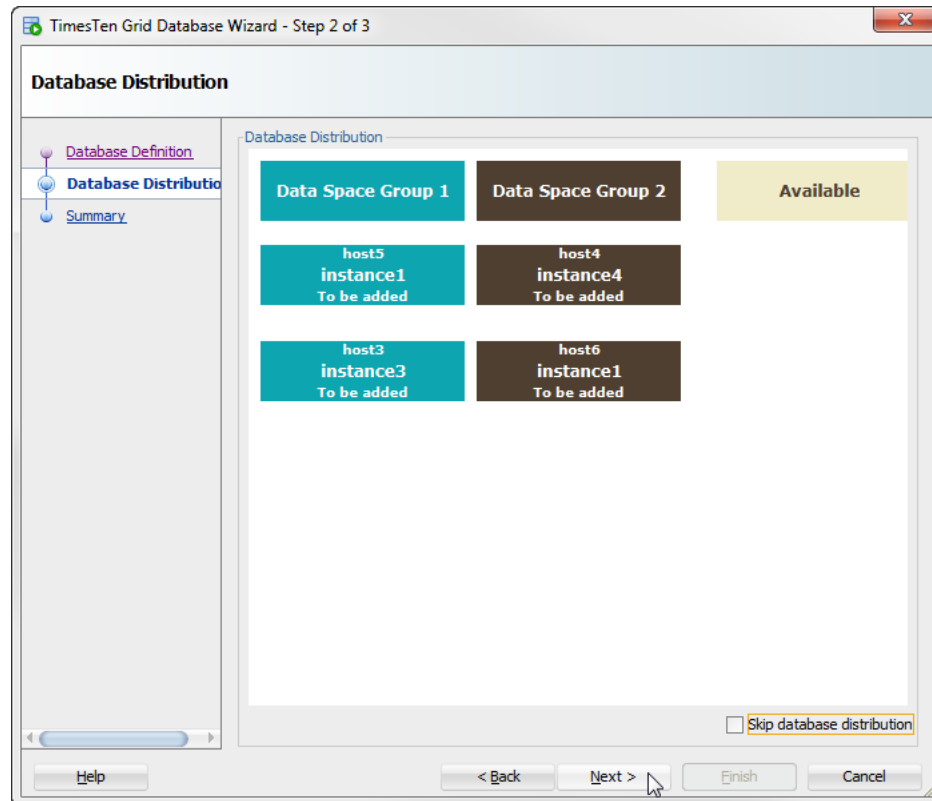 TimesTen Grid Database Wizard - Step 2 of 3
Database Distribution
Database Definition
Database Distributio
Summary
Database Distribution
Data Space Group 1
Data Space Group 2
Available
host5
instance1
To be added
host4
instance4
To be added
host3
instance3
To be added
host6
instance1
To be added
Skip database distribution
Help
< Back
Next >
Finish
Cancel